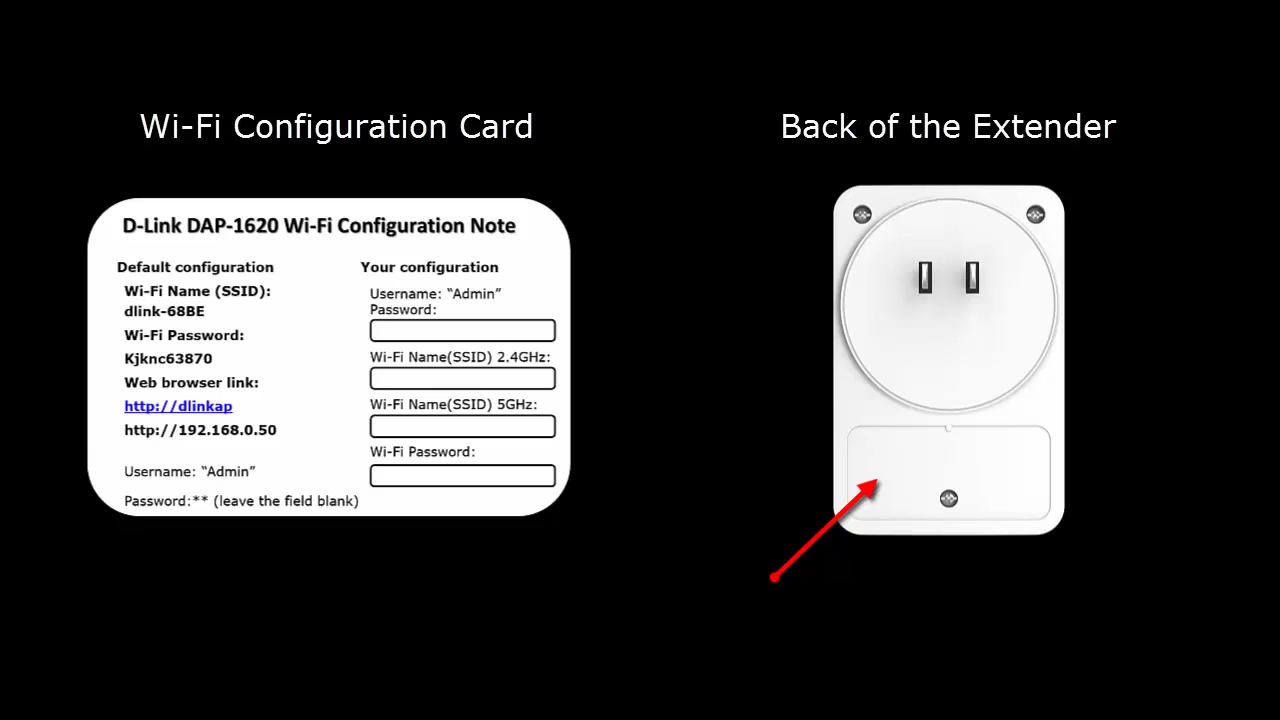 Wi-Fi Configuration Card
D-Link DAP-1620 Wi-Fi Configuration Note
Default configuration
Wi-Fi Name (SSID):
dlink-68BE
Wi-Fi Password:
Kjknc63870
Web browser link:
http://dlinkap
http://192.168.0.50
Username: “Admin”
Password:** (leave the field blank)
Your configuration
Username: “Admin”
Password:
Wi-Fi Name(SSID) 2.4GHz:
Wi-Fi Name(SSID) 5GHz:
Wi-Fi Password:
Back of the Extender